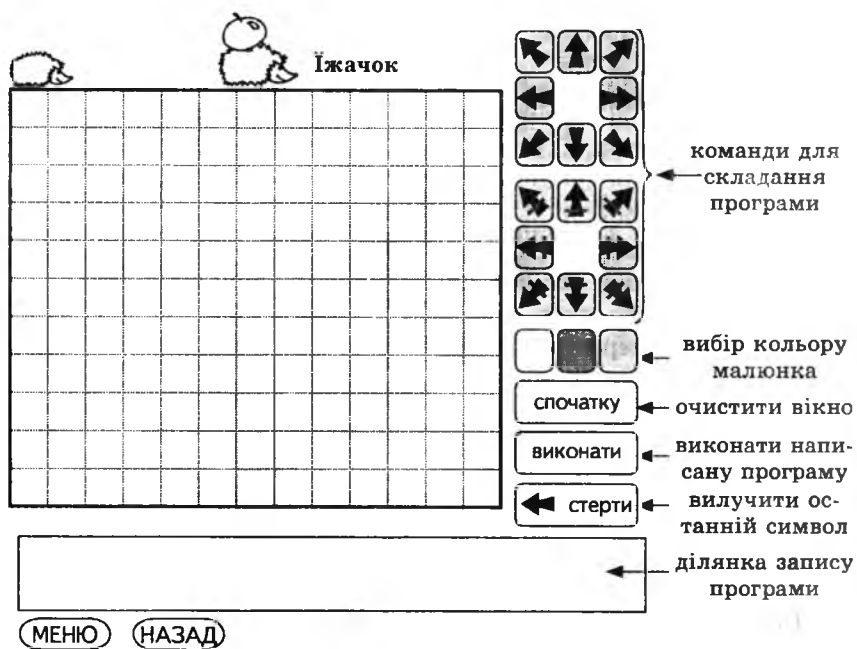 Їжачок
команди для
складання
програми
вибір кольору
малюнка
спочатку
очистити вікно
виконати
виконати напи-
сану програму
стерти
вилучити ос-
танній символ
ділянка запису
програми
МЕНЮ
НАЗАД